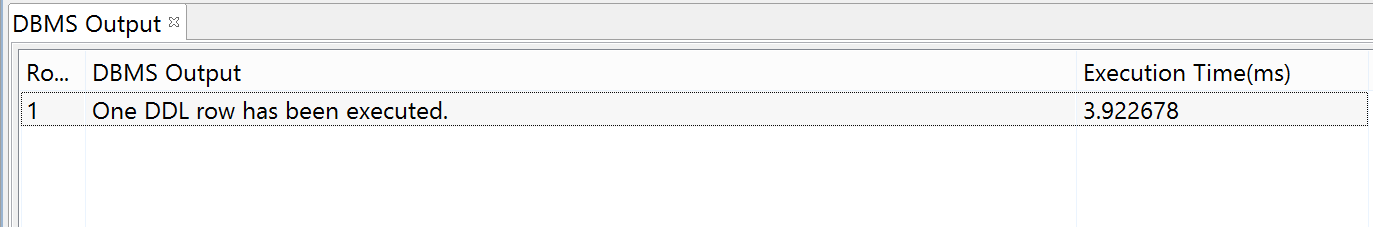 DBMS Output
Ro... DBMS Output Execution Time(ms)
1 One DDL row has been executed. 3.922678